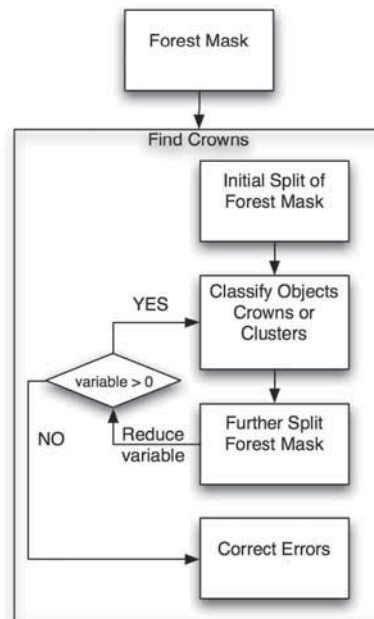 Forest Mask
Find Crowns
Initial Split of
Forest Mask
YES
Classify Objects
Crowns or
Clusters
variable > 0
NO
Reduce
variable
Further Split
Forest Mask
Correct Errors